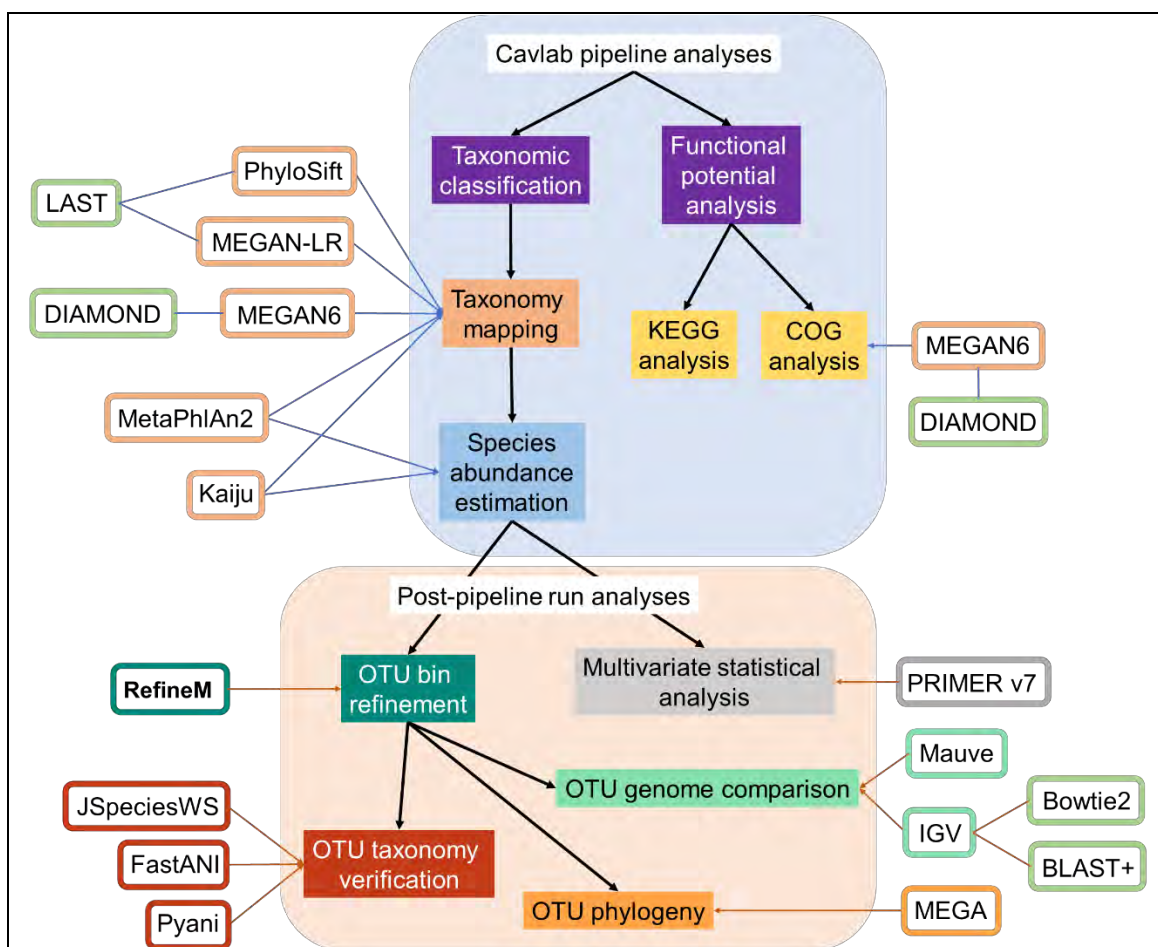 Cavlab pipeline analyses
Taxonomic
classification
Functional
potential
analysis
PhyloSift
LAST
MEGAN-LR
DIAMOND
MEGAN6
Taxonomy
mapping
KEGG
analysis
COG
analysis
MEGAN6
DIAMOND
MetaPhlAn2
Kaiju
Species
abundance
estimation
Post-pipeline run analyses
RefineM
OTU bin
refinement
Multivariate statistical
analysis
PRIMER v7
Mauve
OTU genome comparison
IGV
Bowtie2
BLAST+
JSpeciesWS
FastANI
Pyani
OTU taxonomy
verification
OTU phylogeny
MEGA